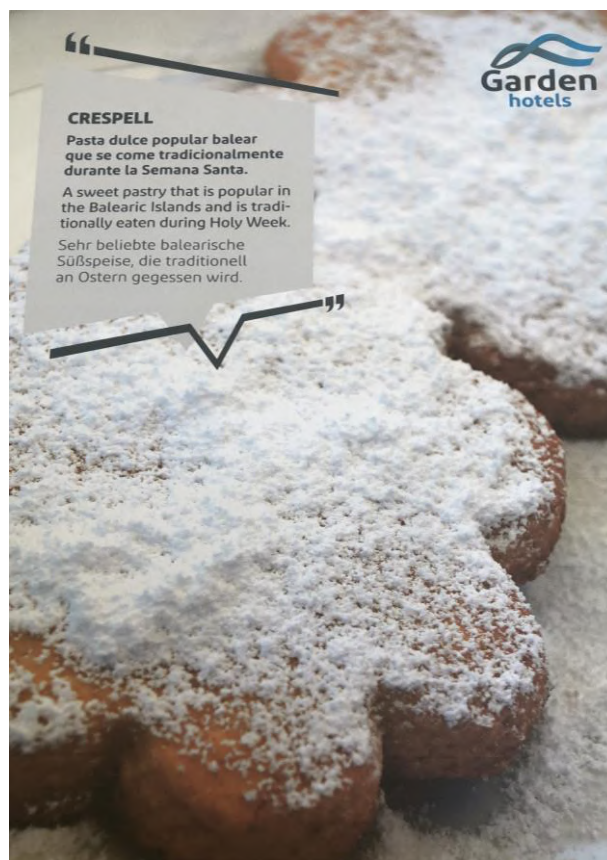 “
Garden
hotels
CRESPELL
Pasta dulce popular balear
que se come tradicionalmente
durante la Semana Santa.
A sweet pastry that is popular in
the Balearic Islands and is tradi-
tionally eaten during Holy Week.
Sehr beliebte balearische
Süßspeise, die traditionell
an Ostern gegessen wird.
”